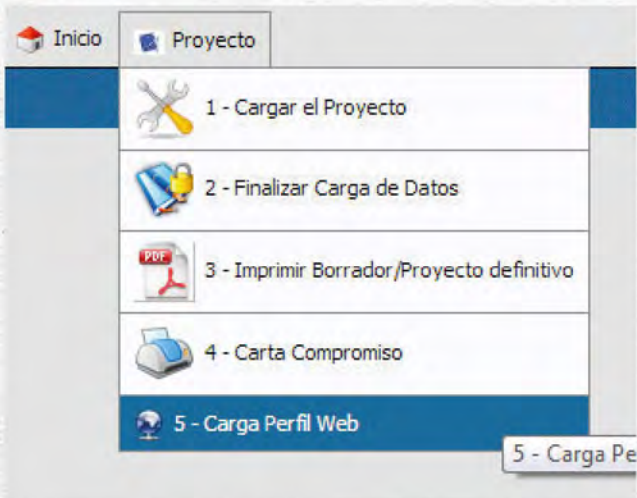 Inicio
Proyecto
1 - Cargar el Proyecto
2 - Finalizar Carga de Datos
PDF
3 - Imprimir Borrador/Proyecto definitivo
4 - Carta Compromiso
5 - Carga Perfil Web
5 - Carga Pe